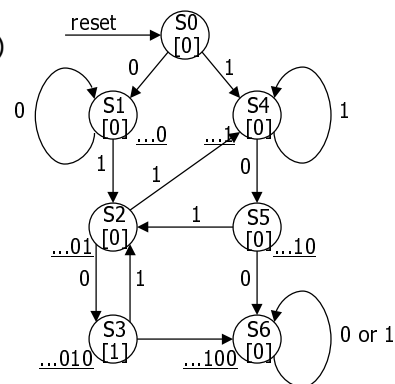 reset
S0
[0]
)
0
1
0
S1
[0]
...0
S4
[0]
...1
1
1
1
0
S2
[0]
...01
1
S5
[0]
...10
0
1
0
S3
[1]
...010
S6
[0]
...100
0 or 1